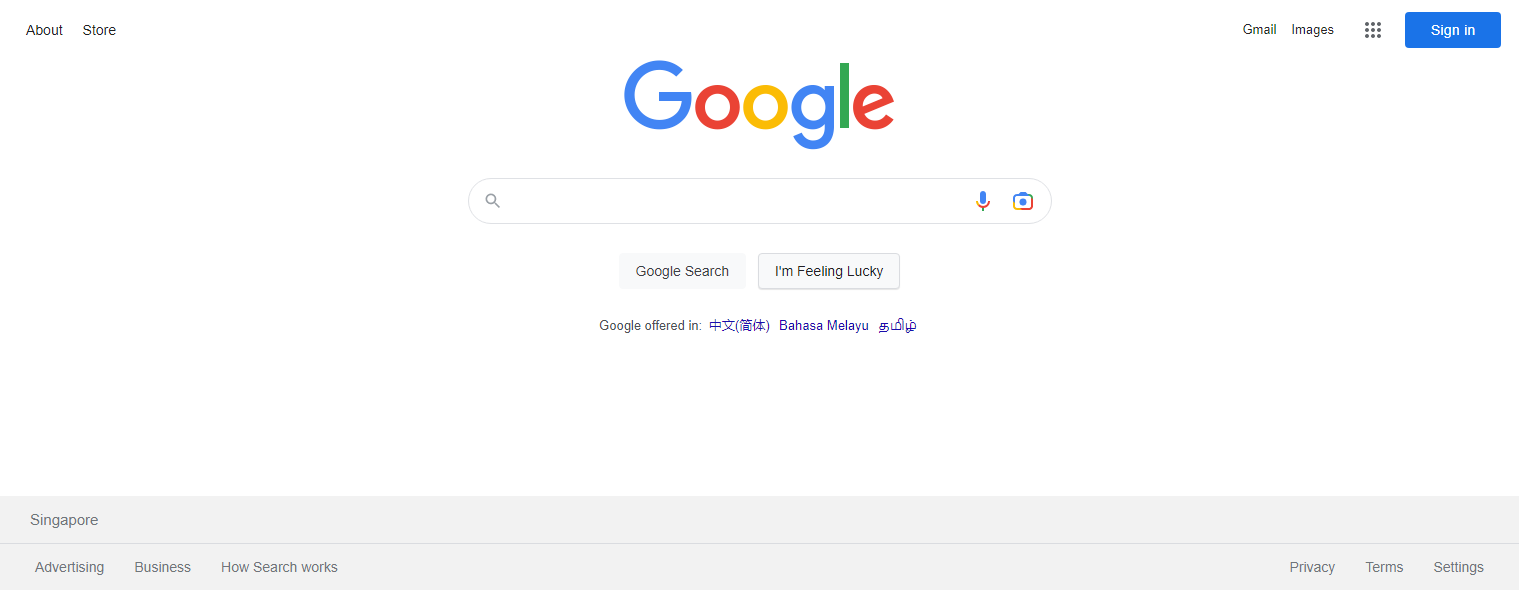 About Store Gmail Images Sign in
Google
Google Search I'm Feeling Lucky
Google offered in: 中文(简体) Bahasa Melayu தமிழ்
Singapore
Advertising Business How Search works Privacy Terms Settings